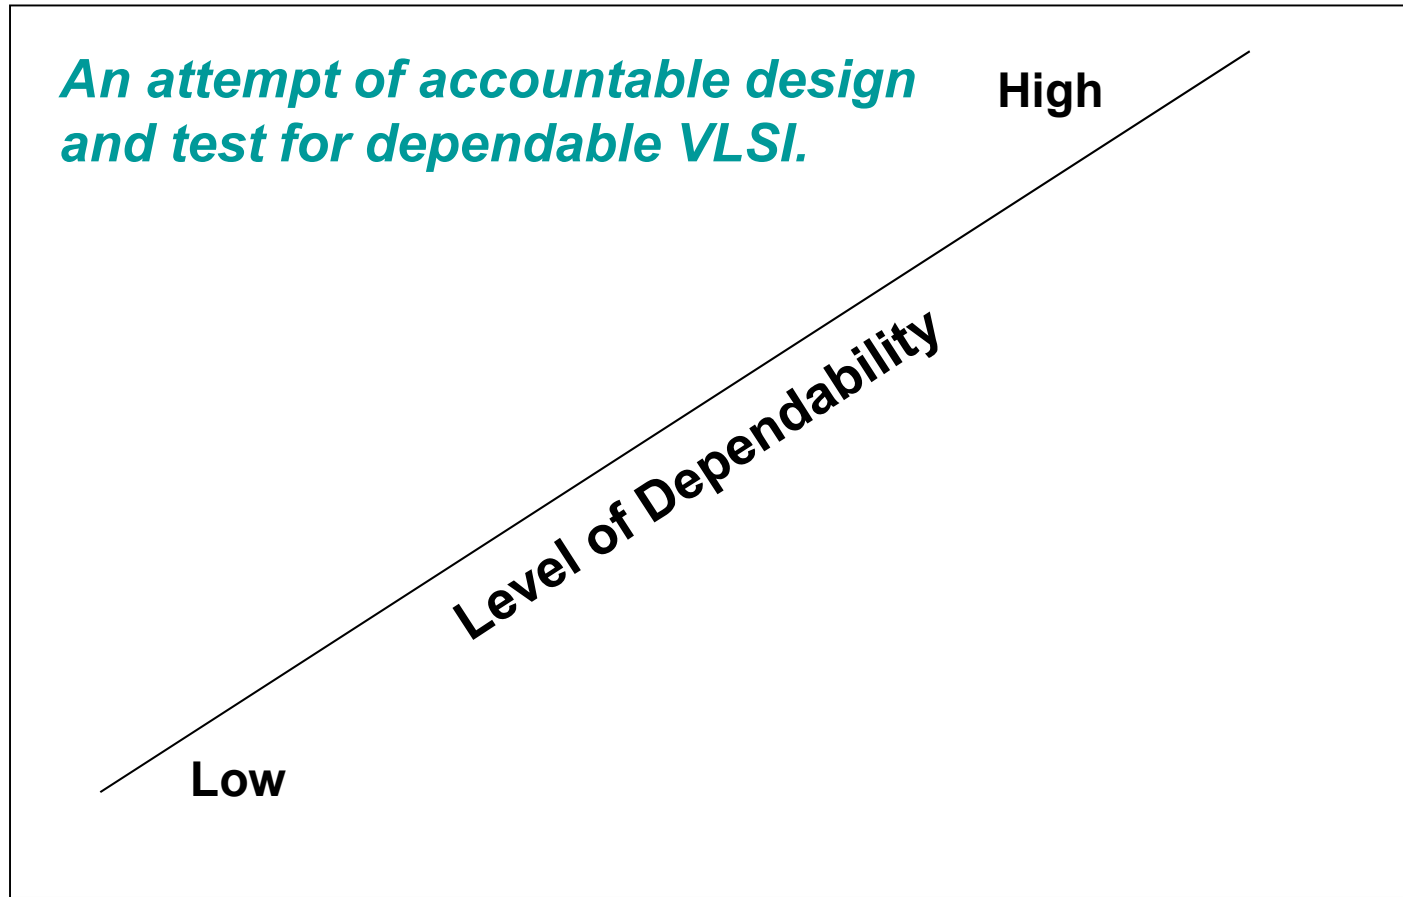 An attempt of accountable design
and test for dependable VLSI.
High
Level of Dependability
Low